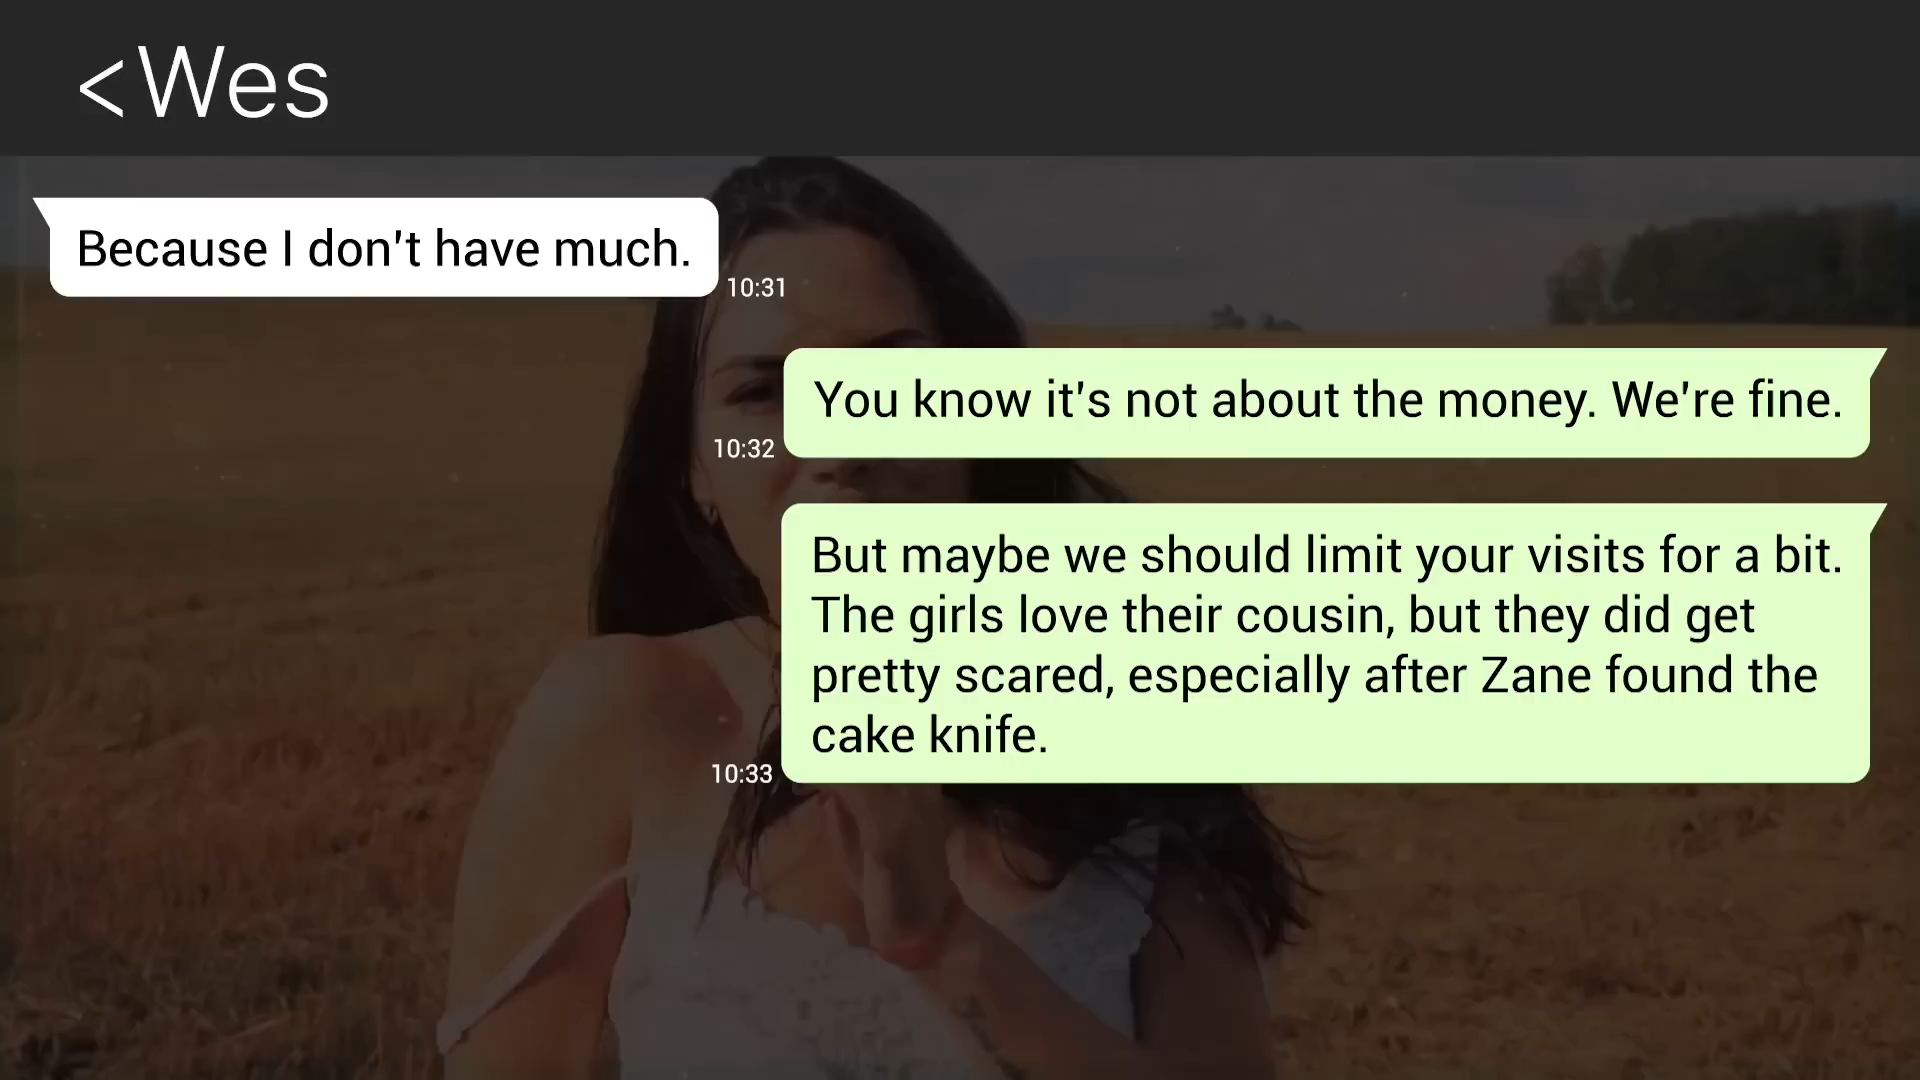 <Wes
Because I don't have much.
10:31
You know it's not about the money. We're fine.
10:32
But maybe we should limit your visits for a bit.
The girls love their cousin, but they did get
pretty scared, especially after Zane found the
cake knife.
10:33